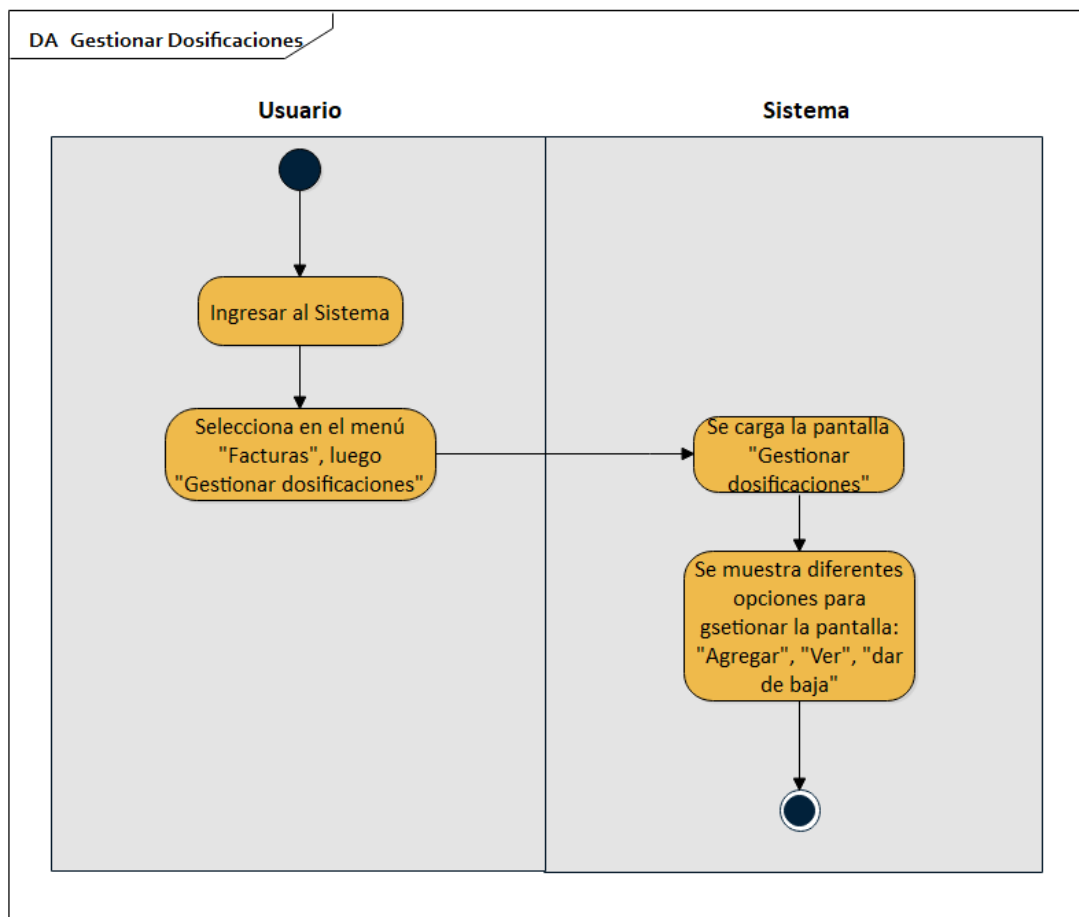 DA Gestionar Dosificaciones
Usuario
Sistema
Ingresar al Sistema
Selecciona en el menú
"Facturas", luego
"Gestionar dosificaciones"
Se carga la pantalla
"Gestionar
dosificaciones"
Se muestra diferentes
opciones para
gsetionar la pantalla:
"Agregar", "Ver", "dar
de baja"